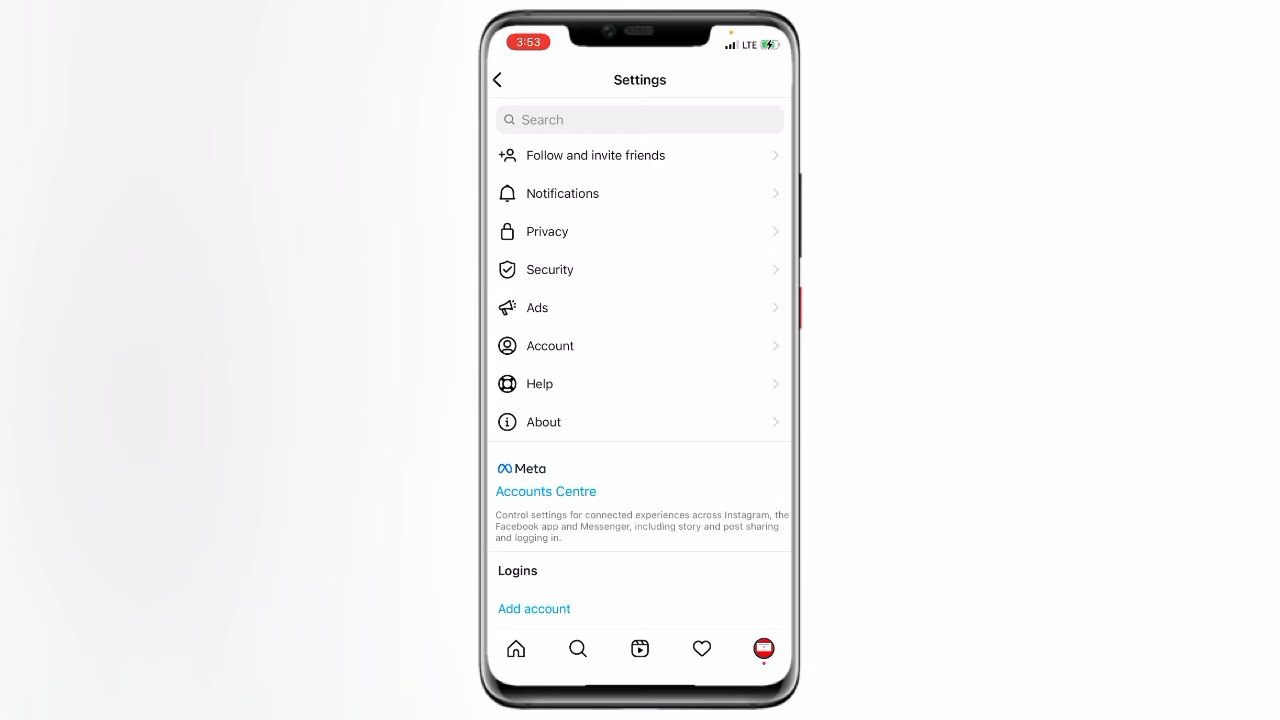 3:53
LTE
Settings
Search
Follow and invite friends
Notifications
Privacy
Security
Ads
Account
Help
About
Meta
Accounts Centre
Control settings for connected experiences across Instagram, the
Facebook app and Messenger, including story and post sharing
and logging in.
Logins
Add account